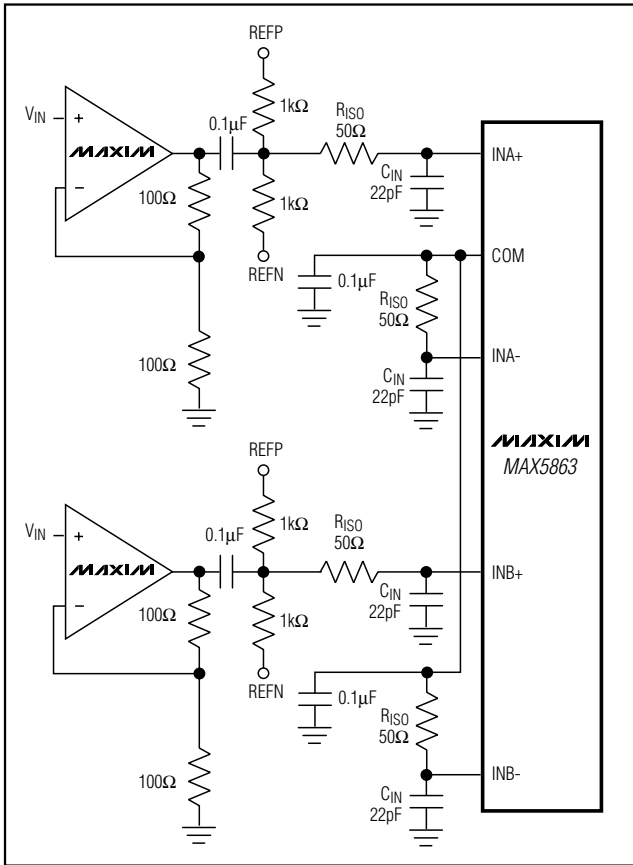 REFP
VIN
+
MAXIM
−
0.1µF
1kΩ
RISO
50Ω
INA+
CIN
22pF
100Ω
1kΩ
REFN
COM
0.1µF
RISO
50Ω
100Ω
INA-
CIN
22pF
MAXIM
MAX5863
REFP
VIN
+
MAXIM
−
0.1µF
1kΩ
RISO
50Ω
INB+
CIN
22pF
100Ω
1kΩ
REFN
0.1µF
RISO
50Ω
100Ω
INB-
CIN
22pF